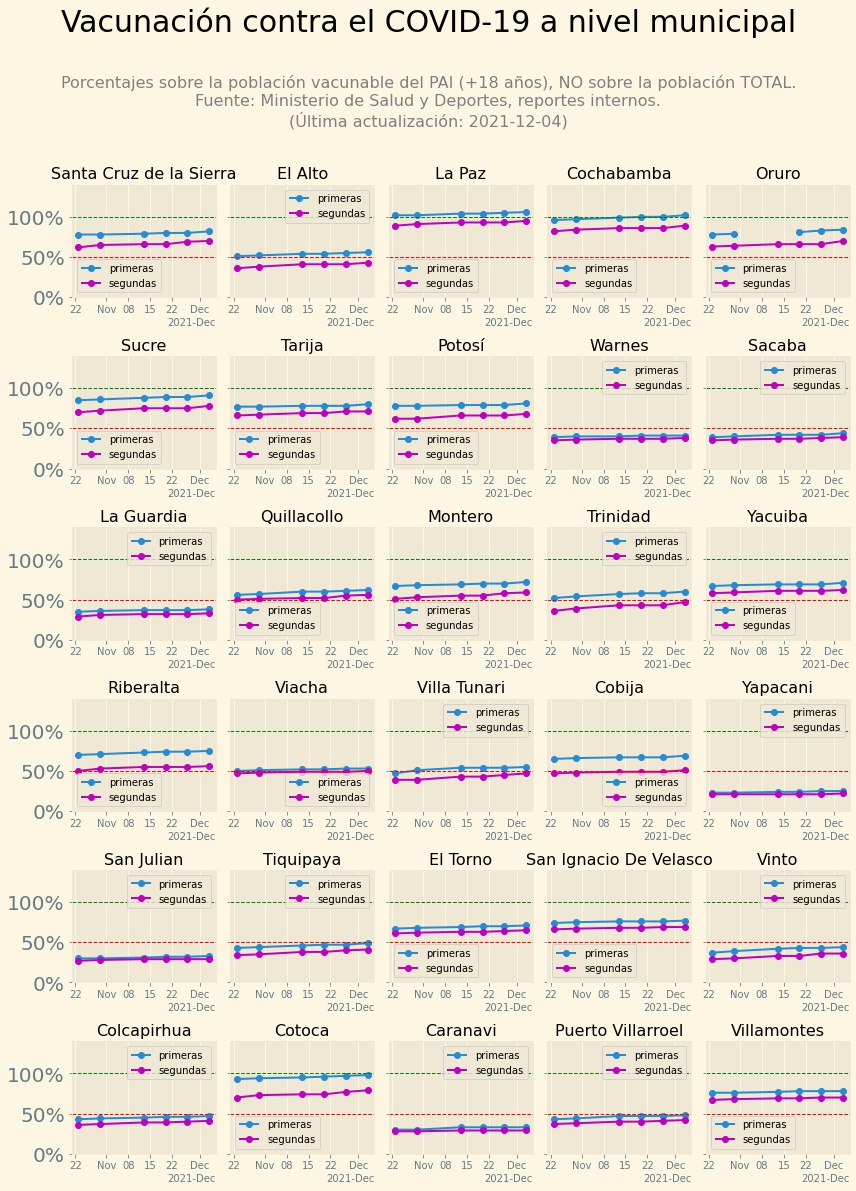 Vacunación contra el COVID-19 a nivel municipal
Porcentajes sobre la población vacunable del PAI (+18 años), NO sobre la población TOTAL.
Fuente: Ministerio de Salud y Deportes, reportes internos.
(Última actualización: 2021-12-04)
Santa Cruz de la Sierra El Alto La Paz Cochabamba Oruro
primeras
segundas
100%
50%
primeras primeras primeras primeras
segundas segundas segundas segundas
0%
22 Nov 08 15 22 Dec 22 Nov 08 15 22 Dec 22 Nov 08 15 22 Dec 22 Nov 08 15 22 Dec 22 Nov 08 15 22 Dec
2021-Dec 2021-Dec 2021-Dec 2021-Dec 2021-Dec
Sucre Tarija Potosí Warnes Sacaba
primeras primeras
segundas segundas
100%
50%
primeras primeras primeras
segundas segundas segundas
0%
22 Nov 08 15 22 Dec 22 Nov 08 15 22 Dec 22 Nov 08 15 22 Dec 22 Nov 08 15 22 Dec 22 Nov 08 15 22 Dec
2021-Dec 2021-Dec 2021-Dec 2021-Dec 2021-Dec
La Guardia Quillacollo Montero Trinidad Yacuiba
primeras primeras
segundas segundas
100%
50%
primeras primeras primeras
segundas segundas segundas
0%
22 Nov 08 15 22 Dec 22 Nov 08 15 22 Dec 22 Nov 08 15 22 Dec 22 Nov 08 15 22 Dec 22 Nov 08 15 22 Dec
2021-Dec 2021-Dec 2021-Dec 2021-Dec 2021-Dec
Riberalta Viacha Villa Tunari Cobija Yapacani
primeras primeras
segundas segundas
100%
50%
primeras primeras primeras
segundas segundas segundas
0%
22 Nov 08 15 22 Dec 22 Nov 08 15 22 Dec 22 Nov 08 15 22 Dec 22 Nov 08 15 22 Dec 22 Nov 08 15 22 Dec
2021-Dec 2021-Dec 2021-Dec 2021-Dec 2021-Dec
San Julian Tiquipaya El Torno San Ignacio De Velasco Vinto
primeras primeras primeras
segundas segundas segundas
100%
50%
primeras primeras
segundas segundas
0%
22 Nov 08 15 22 Dec 22 Nov 08 15 22 Dec 22 Nov 08 15 22 Dec 22 Nov 08 15 22 Dec 22 Nov 08 15 22 Dec
2021-Dec 2021-Dec 2021-Dec 2021-Dec 2021-Dec
Colcapirhua Cotoca Caranavi Puerto Villarroel Villamontes
primeras primeras primeras
segundas segundas segundas
100%
50%
primeras primeras
segundas segundas
0%
22 Nov 08 15 22 Dec 22 Nov 08 15 22 Dec 22 Nov 08 15 22 Dec 22 Nov 08 15 22 Dec 22 Nov 08 15 22 Dec
2021-Dec 2021-Dec 2021-Dec 2021-Dec 2021-Dec